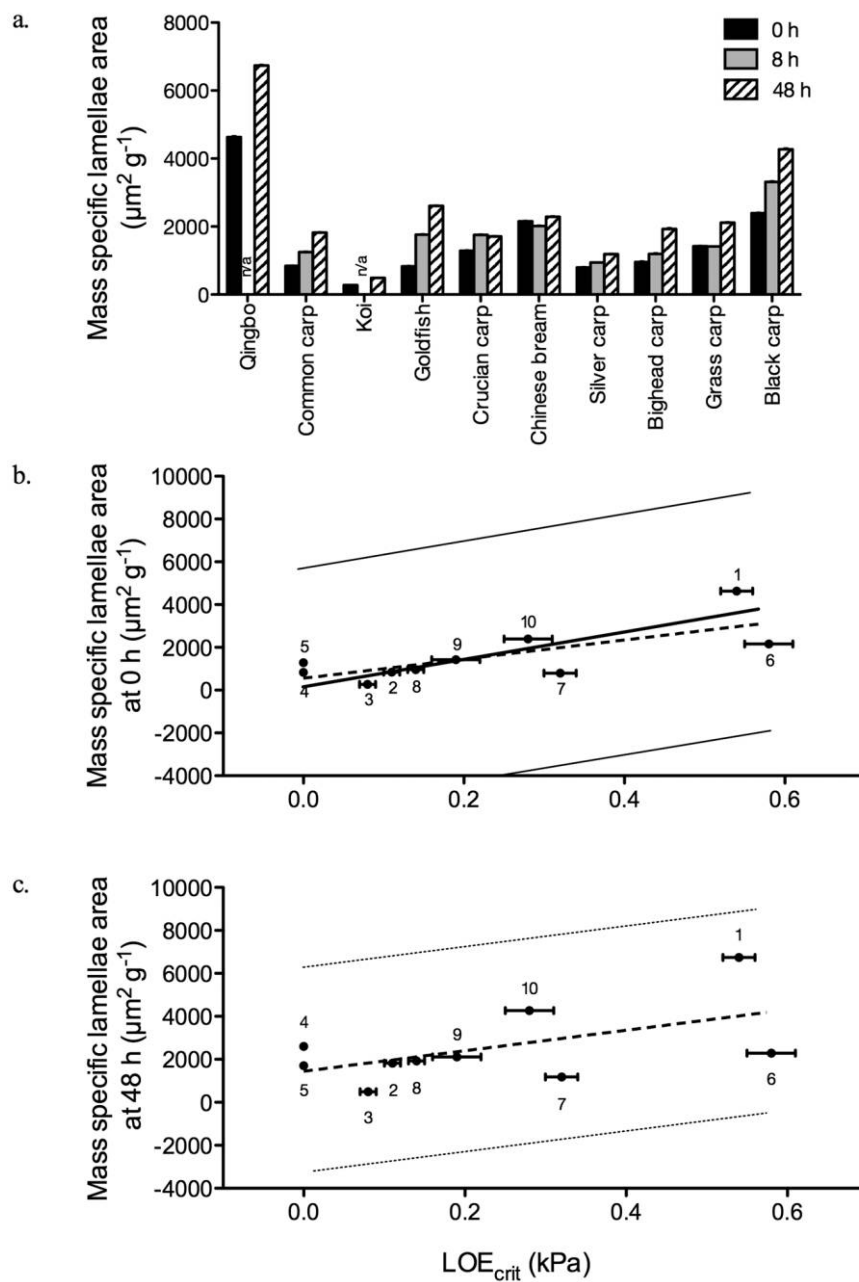 a.
Mass specific lamellae area
(µm² g⁻¹)
8000
6000
4000
2000
0
0 h
8 h
48 h
n/a
n/a
Qingbo
Common carp
Koi
Goldfish
Crucian carp
Chinese bream
Silver carp
Bighead carp
Grass carp
Black carp
b.
Mass specific lamellae area
at 0 h (µm² g⁻¹)
10000
8000
6000
4000
2000
0
-2000
-4000
5
4
3
2
8
9
10
7
1
6
0.0
0.2
0.4
0.6
c.
Mass specific lamellae area
at 48 h (µm² g⁻¹)
10000
8000
6000
4000
2000
0
-2000
-4000
4
5
3
2
8
9
10
7
1
6
0.0
0.2
0.4
0.6
LOEcrit (kPa)